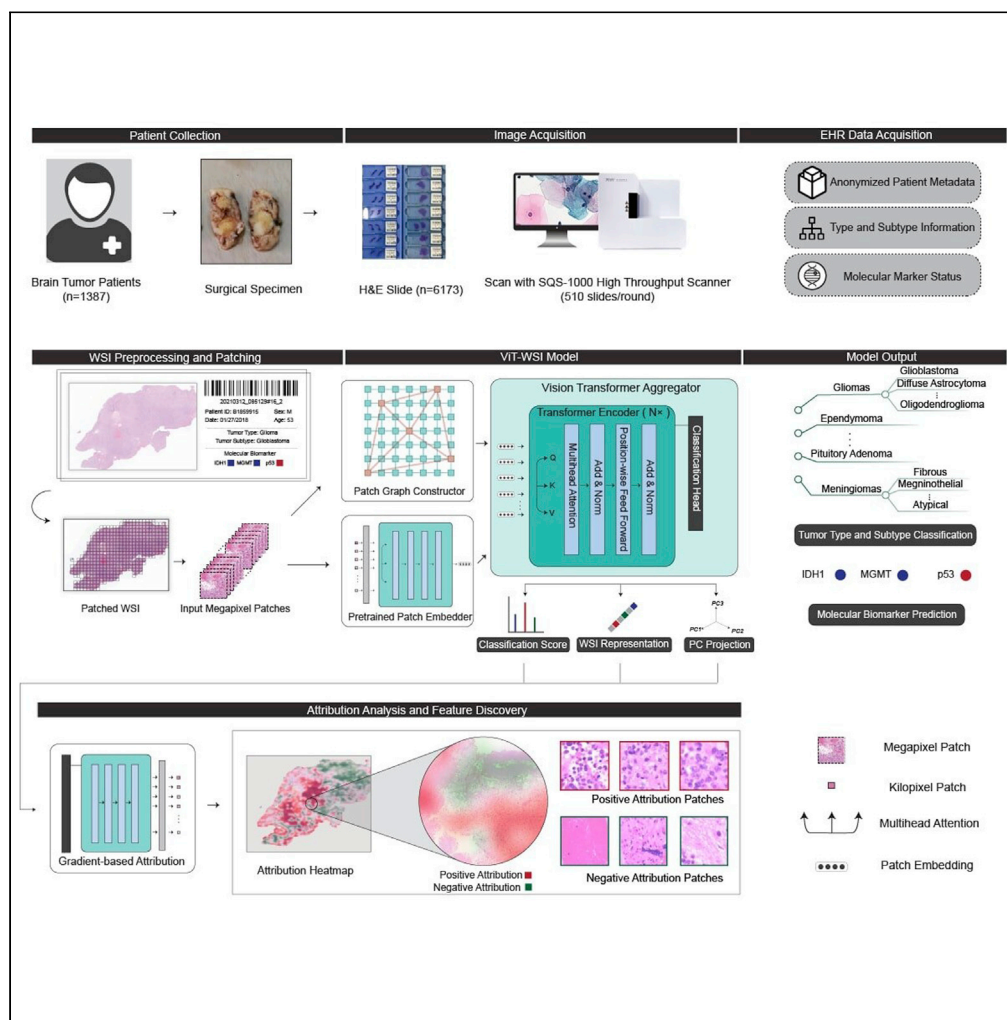 Patient Collection
Image Acquisition
EHR Data Acquisition
Brain Tumor Patients
(n=1387)
Surgical Specimen
H&E Slide (n=6173)
Scan with SQS-1000 High Throughput Scanner
(510 slides/round)
Anonymized Patient Metadata
Type and Subtype Information
Molecular Marker Status
WSI Preprocessing and Patching
ViT-WSI Model
Model Output
20210312_099129#16_2
Patient ID: B1859915 Sex: M
Date: 01/27/2018 Age: 53
Tumor Type: Glioma
Tumor Subtype: Glioblastoma
Molecular Biomarker
IDH1 MGMT p53
Patched WSI
Input Megapixel Patches
Patch Graph Constructor
Pretrained Patch Embedder
Vision Transformer Aggregator
Transformer Encoder ( N× )
Q
K
V
Multihead Attention
Add & Norm
Position-wise Feed Forward
Add & Norm
Classification Head
PC3
PC1
PC2
Classification Score
WSI Representation
PC Projection
Gliomas
Glioblastoma
Diffuse Astrocytoma
Oligodendroglioma
Ependymoma
Pituitory Adenoma
Meningiomas
Fibrous
Megninothelial
Atypical
Tumor Type and Subtype Classification
IDH1 MGMT p53
Molecular Biomarker Prediction
Attribution Analysis and Feature Discovery
Gradient-based Attribution
Attribution Heatmap
Positive Attribution
Negative Attribution
Positive Attribution Patches
Negative Attribution Patches
Megapixel Patch
Kilopixel Patch
Multihead Attention
Patch Embedding